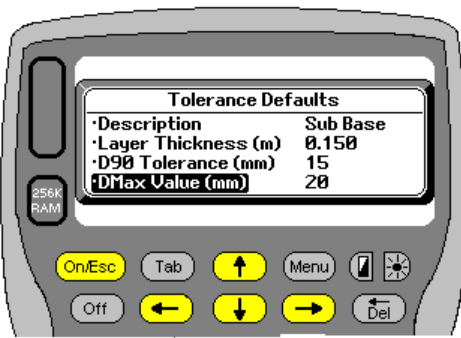 Tolerance Defaults
·Description Sub Base
·Layer Thickness (m) 0.150
·D90 Tolerance (mm) 15
·DMax Value (mm) 20
256K
RAM
On/Esc Tab Menu
Off Del